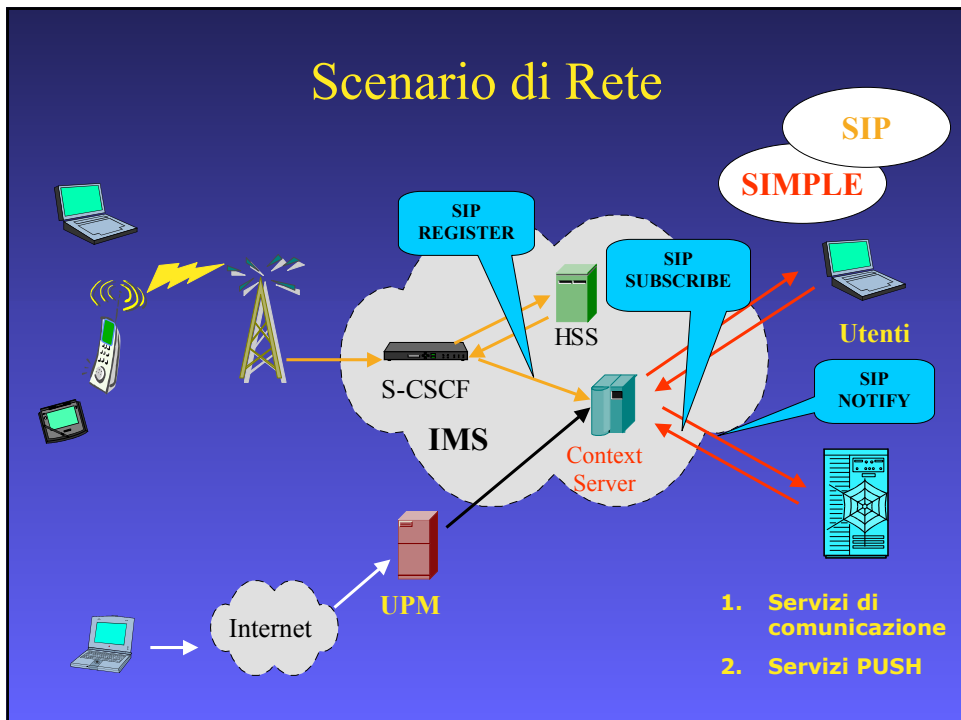 Scenario di Rete
SIP
SIMPLE
SIP
REGISTER
SIP
SUBSCRIBE
HSS
Utenti
S-CSCF
SIP
NOTIFY
IMS
Context
Server
UPM
Internet
1. Servizi di
comunicazione
2. Servizi PUSH